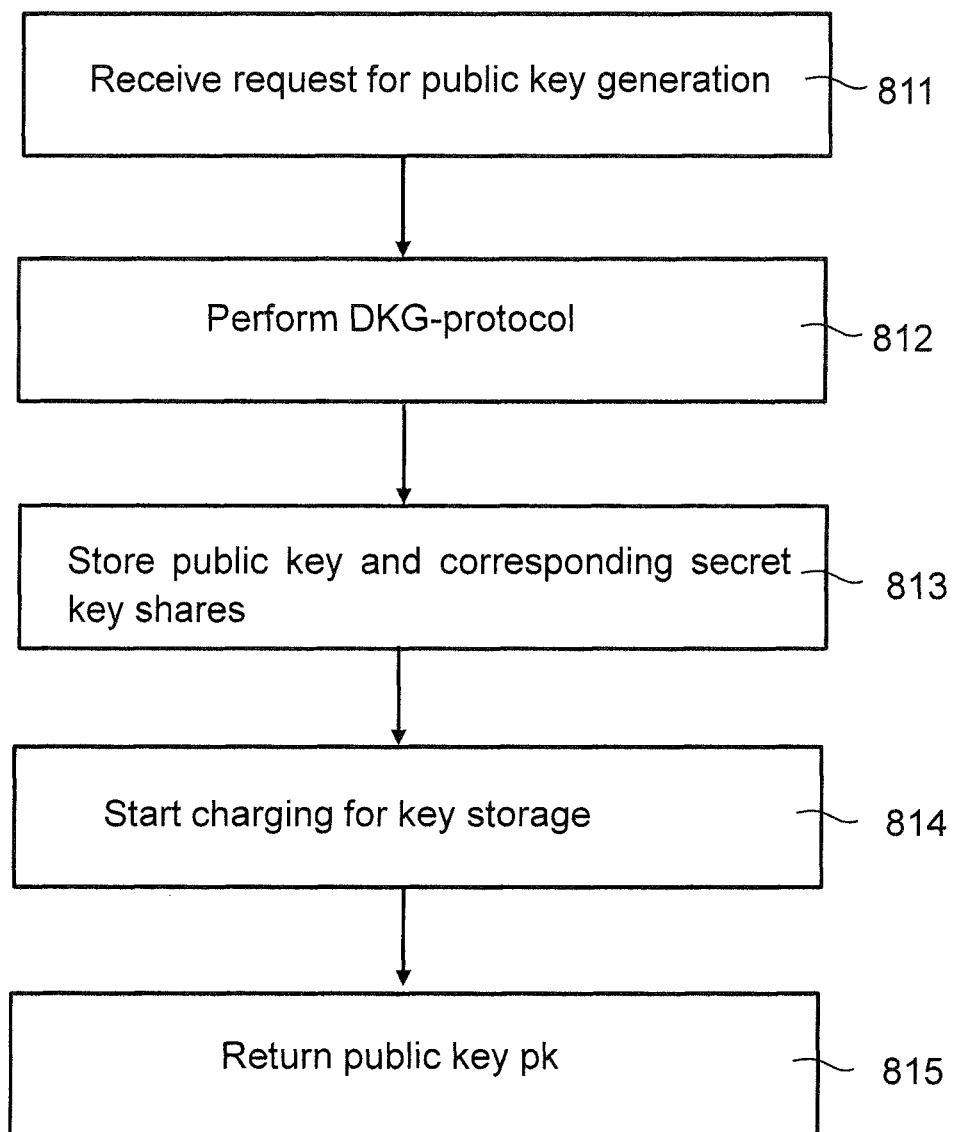 Receive request for public key generation
811
Perform DKG-protocol
812
Store public key and corresponding secret
key shares
813
Start charging for key storage
814
Return public key pk
815